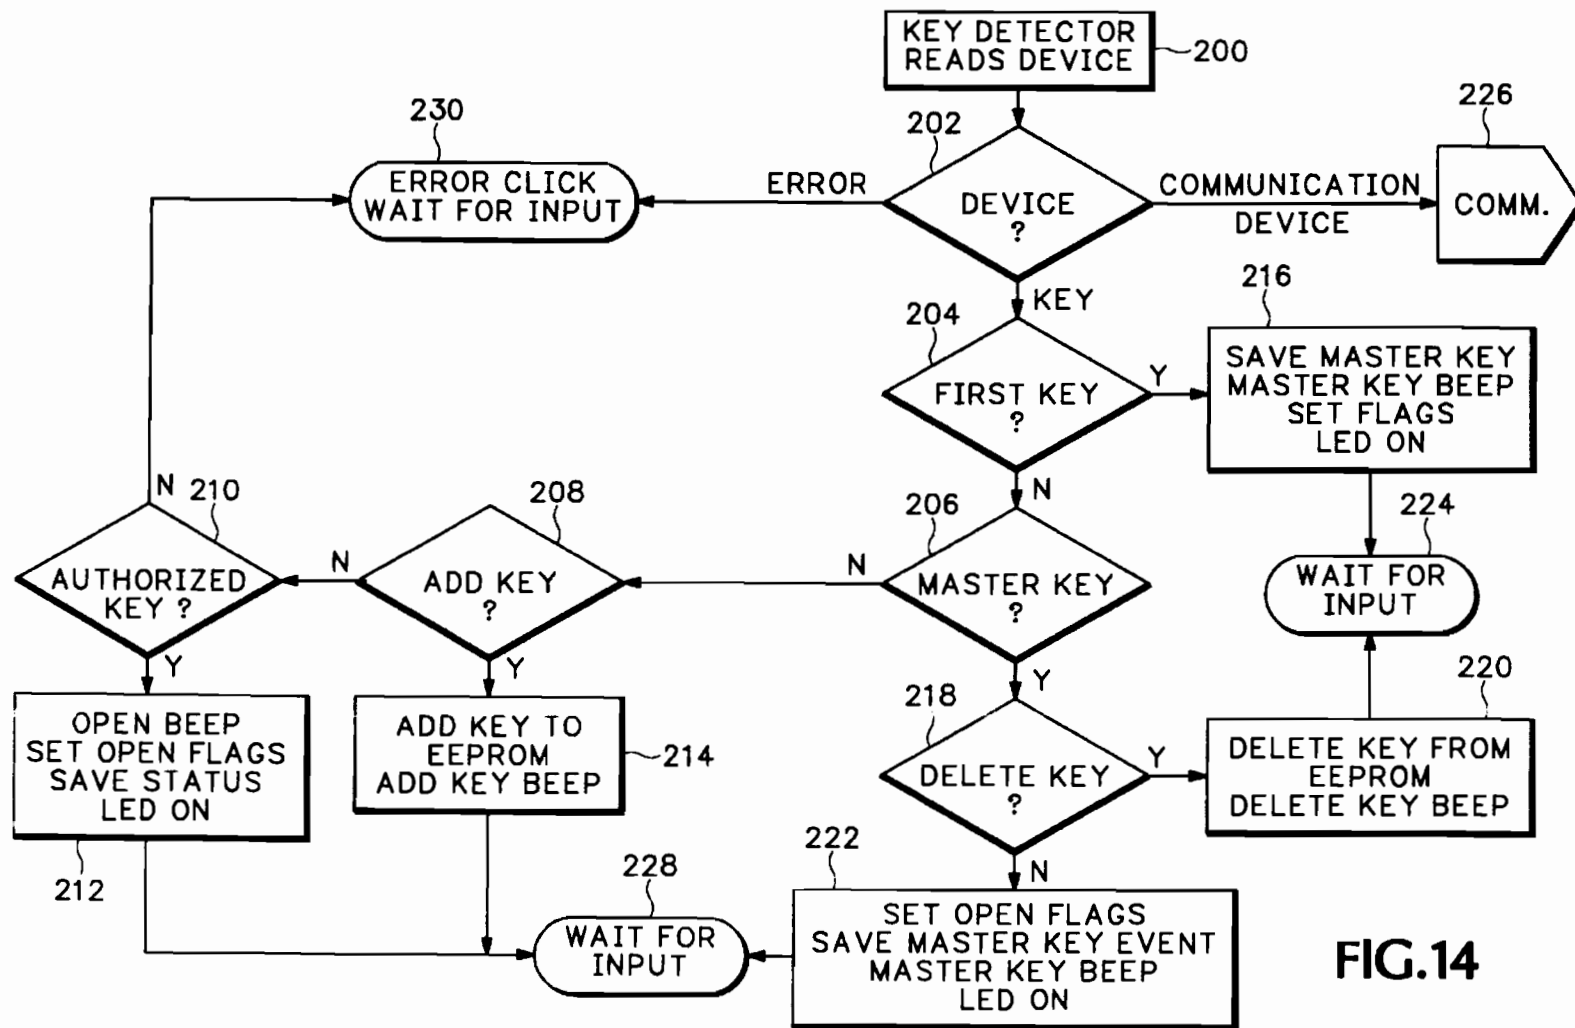 KEY DETECTOR
READS DEVICE
200
230
202
226
ERROR CLICK
WAIT FOR INPUT
ERROR
DEVICE
?
COMMUNICATION
DEVICE
COMM.
KEY
216
204
FIRST KEY
?
Y
SAVE MASTER KEY
MASTER KEY BEEP
SET FLAGS
LED ON
N
N
210
208
206
224
AUTHORIZED
KEY ?
N
ADD KEY
?
N
MASTER KEY
?
WAIT FOR
INPUT
Y
Y
Y
218
220
OPEN BEEP
SET OPEN FLAGS
SAVE STATUS
LED ON
ADD KEY TO
EEPROM
ADD KEY BEEP
214
DELETE KEY
?
Y
DELETE KEY FROM
EEPROM
DELETE KEY BEEP
212
228
222
N
WAIT FOR
INPUT
SET OPEN FLAGS
SAVE MASTER KEY EVENT
MASTER KEY BEEP
LED ON
FIG.14